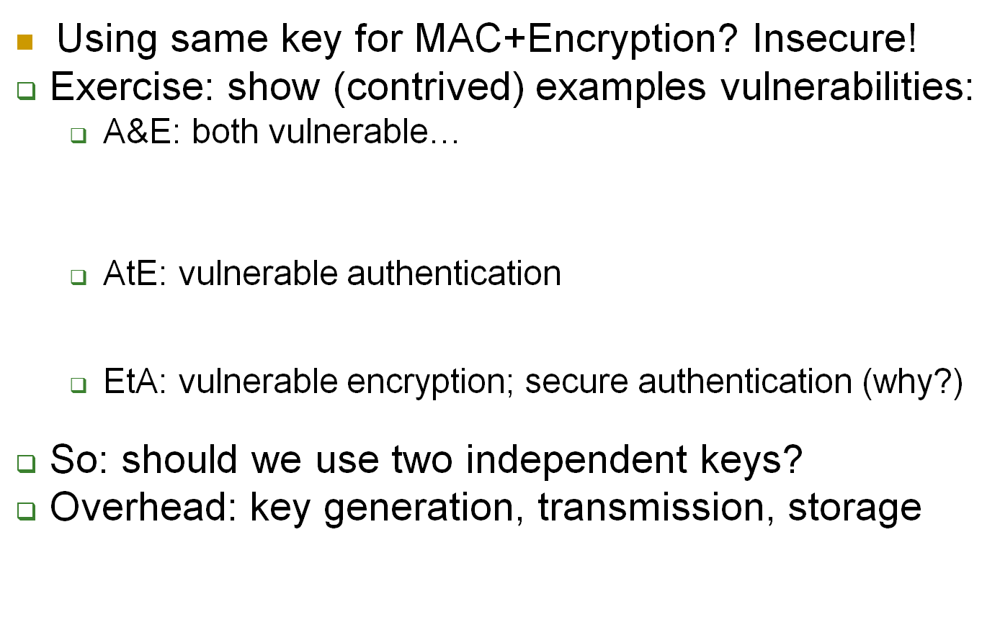 Using same key for MAC+Encryption? Insecure!
Exercise: show (contrived) examples vulnerabilities:
A&E: both vulnerable…
AtE: vulnerable authentication
EtA: vulnerable encryption; secure authentication (why?)
So: should we use two independent keys?
Overhead: key generation, transmission, storage